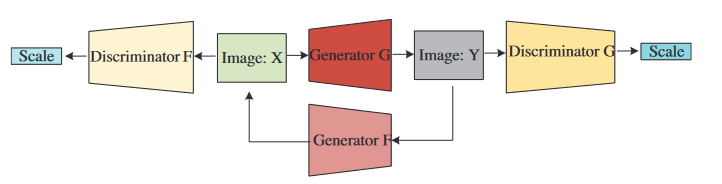 Scale
Discriminator F
Image: X
Generator G
Image: Y
Discriminator G
Scale
Generator F